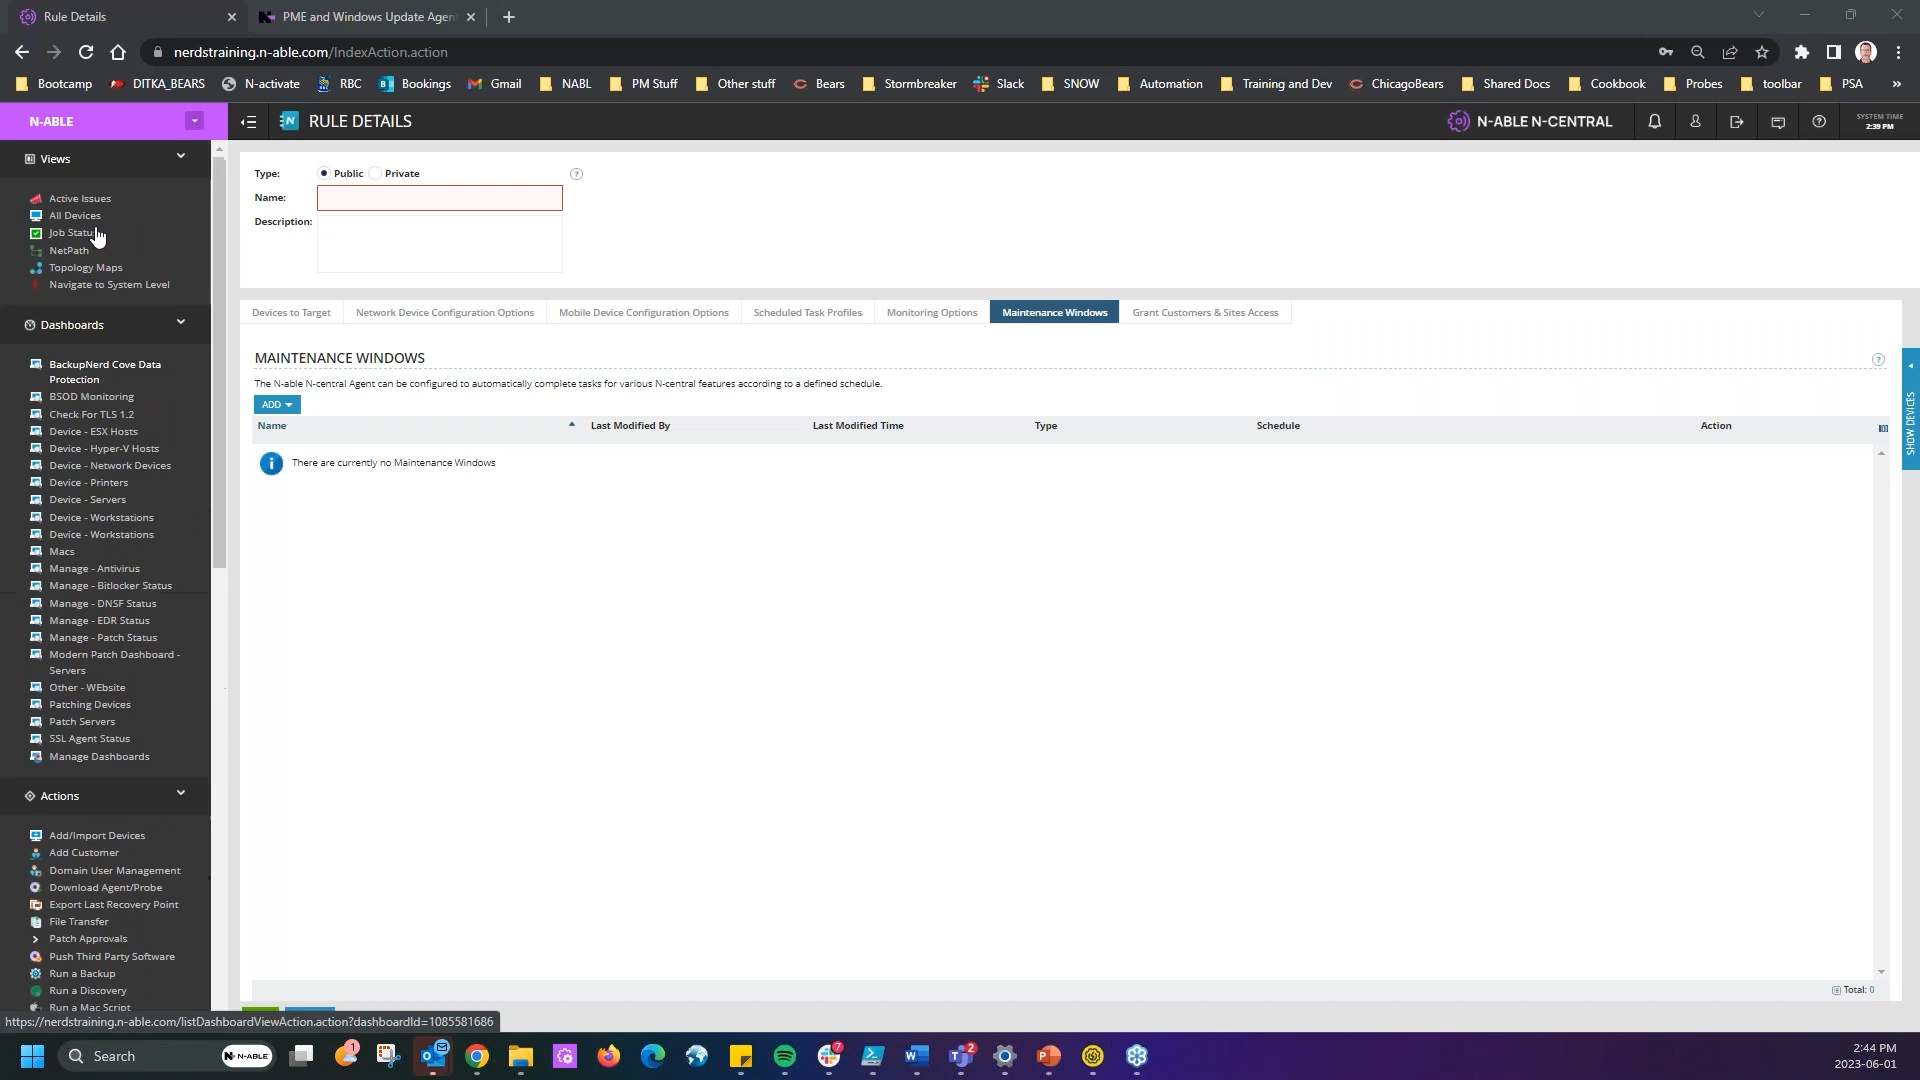 Rule Details
PME and Windows Update Agen
nerdstraining.n-able.com/IndexAction.action
Bootcamp
DITKA_BEARS
N-activate
RBC
Bookings
Gmail
NABL
PM Stuff
Other stuff
Bears
Stormbreaker
Slack
SNOW
Automation
Training and Dev
ChicagoBears
Shared Docs
Cookbook
Probes
toolbar
PSA
»
N-ABLE
RULE DETAILS
N-ABLE N-CENTRAL
SYSTEM TIME
2:39 PM
Views
Active Issues
All Devices
Job Statu
NetPath
Topology Maps
Navigate to System Level
Dashboards
BackupNerd Cove Data
Protection
BSOD Monitoring
Check For TLS 1.2
Device - ESX Hosts
Device - Hyper-V Hosts
Device - Network Devices
Device - Printers
Device - Servers
Device - Workstations
Device - Workstations
Macs
Manage - Antivirus
Manage - Bitlocker Status
Manage - DNSF Status
Manage - EDR Status
Manage - Patch Status
Modern Patch Dashboard -
Servers
Other - WEbsite
Patching Devices
Patch Servers
SSL Agent Status
Manage Dashboards
Actions
Add/Import Devices
Add Customer
Domain User Management
Download Agent/Probe
Export Last Recovery Point
File Transfer
Patch Approvals
Push Third Party Software
Run a Backup
Run a Discovery
Run a Mac Script
Type: Public Private
Name:
Description:
Devices to Target
Network Device Configuration Options
Mobile Device Configuration Options
Scheduled Task Profiles
Monitoring Options
Maintenance Windows
Grant Customers & Sites Access
MAINTENANCE WINDOWS
The N-able N-central Agent can be configured to automatically complete tasks for various N-central features according to a defined schedule.
ADD
Name
Last Modified By
Last Modified Time
Type
Schedule
Action
There are currently no Maintenance Windows
SHOW DEVICES
Total: 0
https://nerdstraining.n-able.com/listDashboardViewAction.action?dashboardId=1085581686
Search
N-ABLE
1
7
2
2:44 PM
2023-06-01